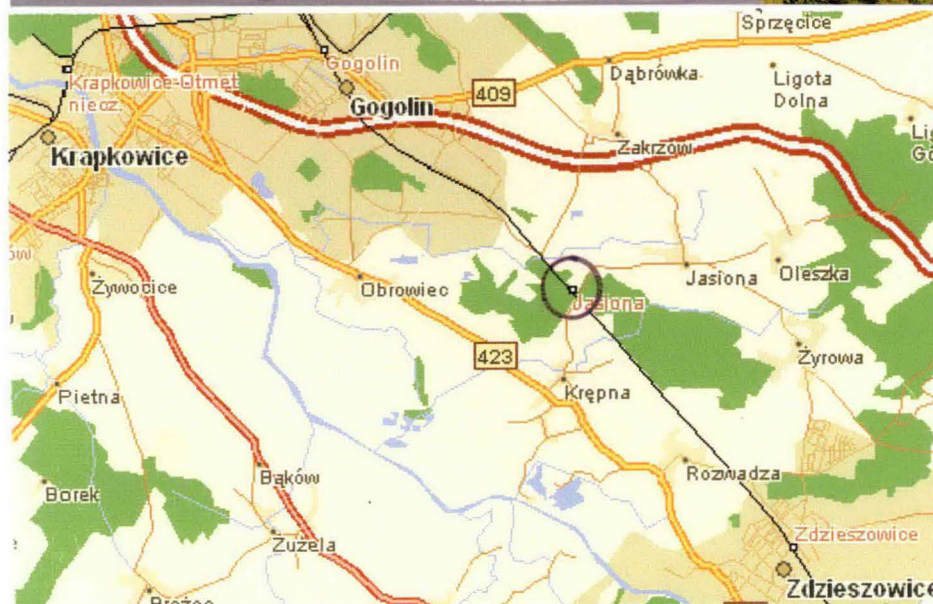 Sprzęcice
Gogolin
Dąbrówka
Ligota
Dolna
Krapkowice-Otmęt
niecz.
Gogolin
409
Zakrzów
Krapkowice
Żywocice
Obrowiec
Jasiona
Oleszka
Jasiona
423
Żyrowa
Pietna
Krępna
Bąków
Rozwadza
Borek
Zuzela
Zdzieszowice
Zdzieszowice